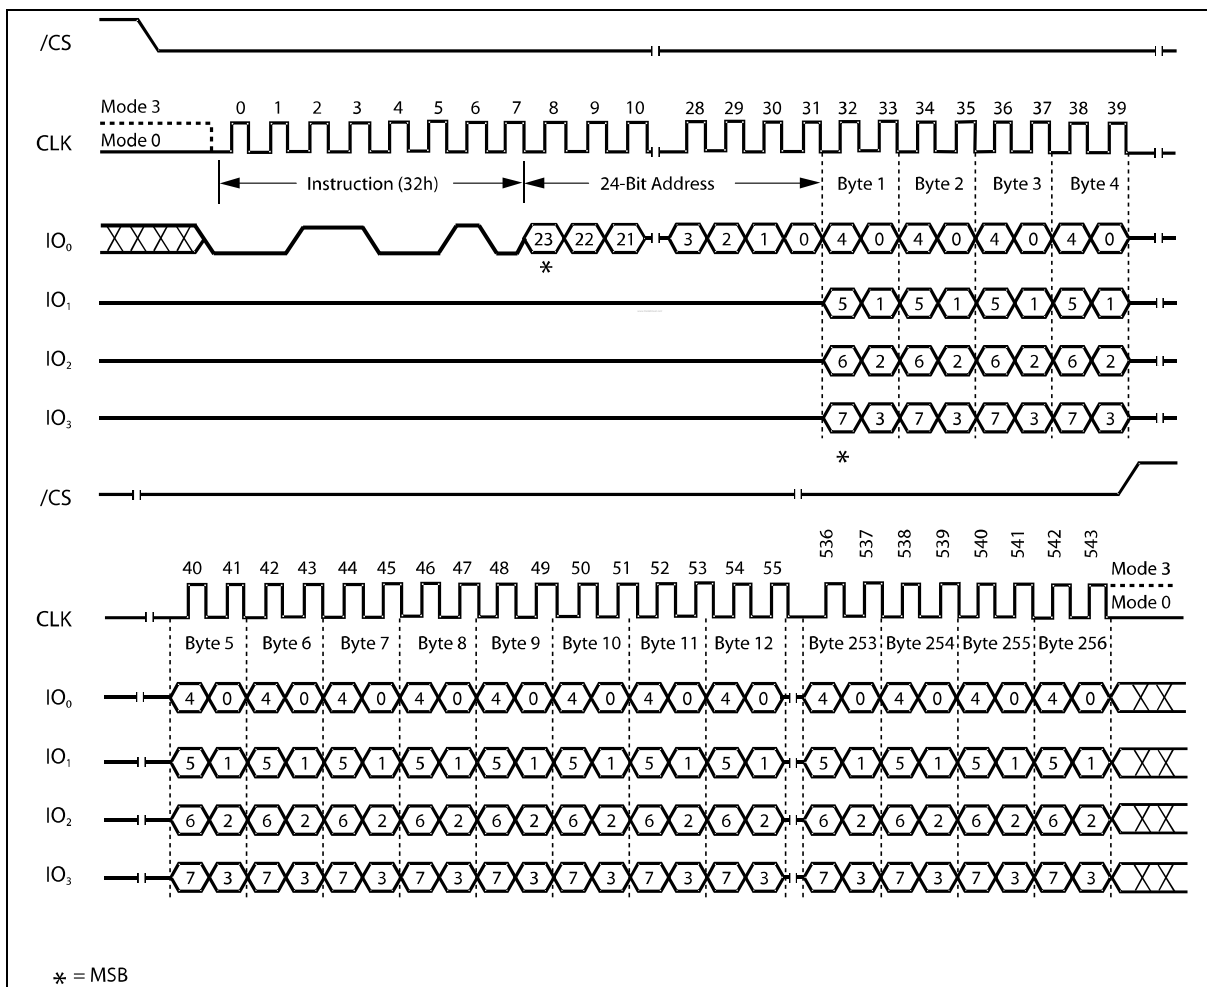 /CS
Mode 3
0 1 2 3 4 5 6 7 8 9 10 28 29 30 31 32 33 34 35 36 37 38 39
CLK
Mode 0
Instruction (32h) 24-Bit Address Byte 1 Byte 2 Byte 3 Byte 4
IO₀ 23 22 21 3 2 1 0 4 0 4 0 4 0 4 0
*
IO₁ 5 1 5 1 5 1 5 1
IO₂ 6 2 6 2 6 2 6 2
IO₃ 7 3 7 3 7 3 7 3
*
/CS
40 41 42 43 44 45 46 47 48 49 50 51 52 53 54 55 536 537 538 539 540 541 542 543
Mode 3
CLK
Mode 0
Byte 5 Byte 6 Byte 7 Byte 8 Byte 9 Byte 10 Byte 11 Byte 12 Byte 253 Byte 254 Byte 255 Byte 256
IO₀ 4 0 4 0 4 0 4 0 4 0 4 0 4 0 4 0 4 0 4 0 4 0 4 0
IO₁ 5 1 5 1 5 1 5 1 5 1 5 1 5 1 5 1 5 1 5 1 5 1 5 1
IO₂ 6 2 6 2 6 2 6 2 6 2 6 2 6 2 6 2 6 2 6 2 6 2 6 2
IO₃ 7 3 7 3 7 3 7 3 7 3 7 3 7 3 7 3 7 3 7 3 7 3 7 3
* = MSB